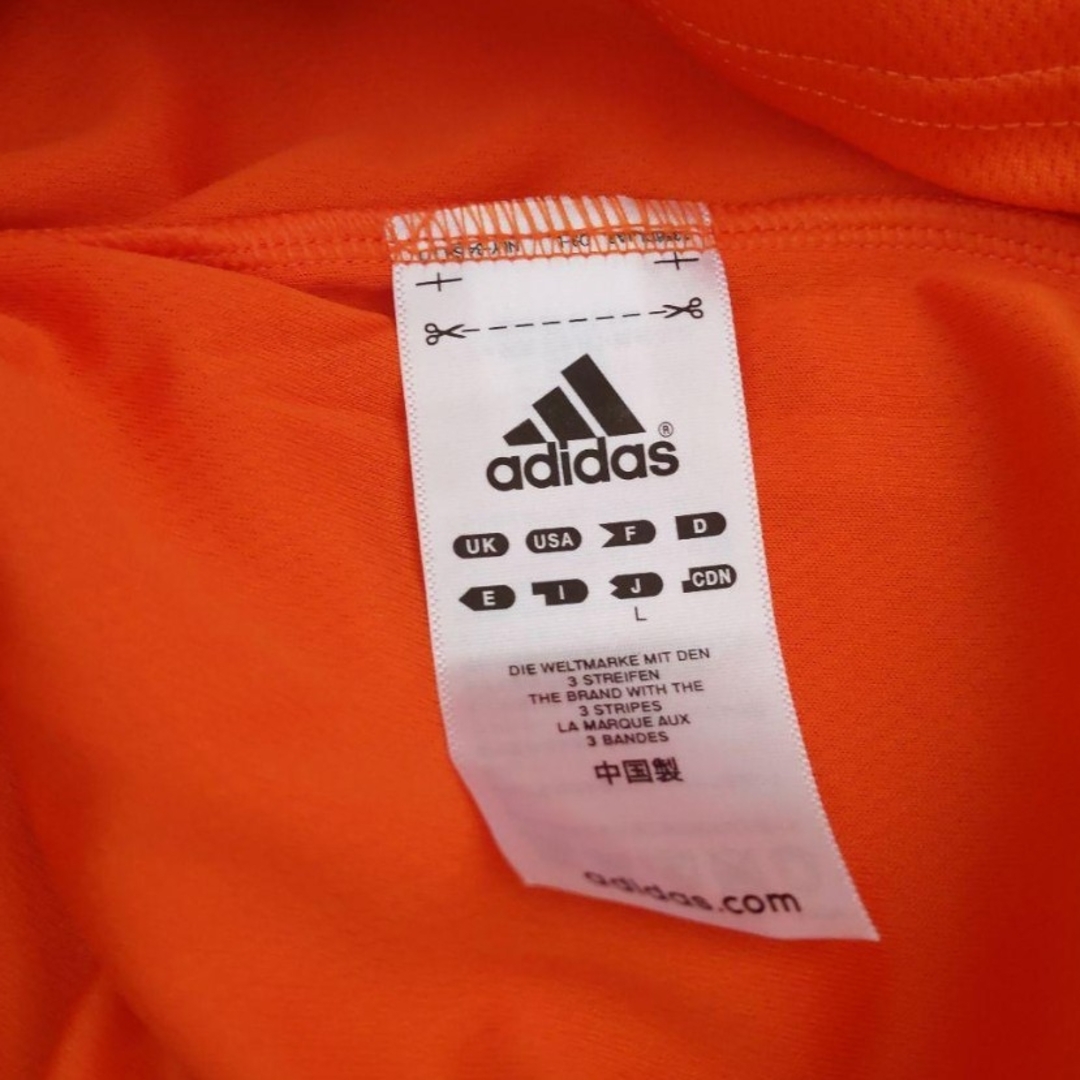 adidas®
UK USA F D
E I J CDN
L
DIE WELTMARKE MIT DEN
3 STREIFEN
THE BRAND WITH THE
3 STRIPES
LA MARQUE AUX
3 BANDES
中国製
adidas.com